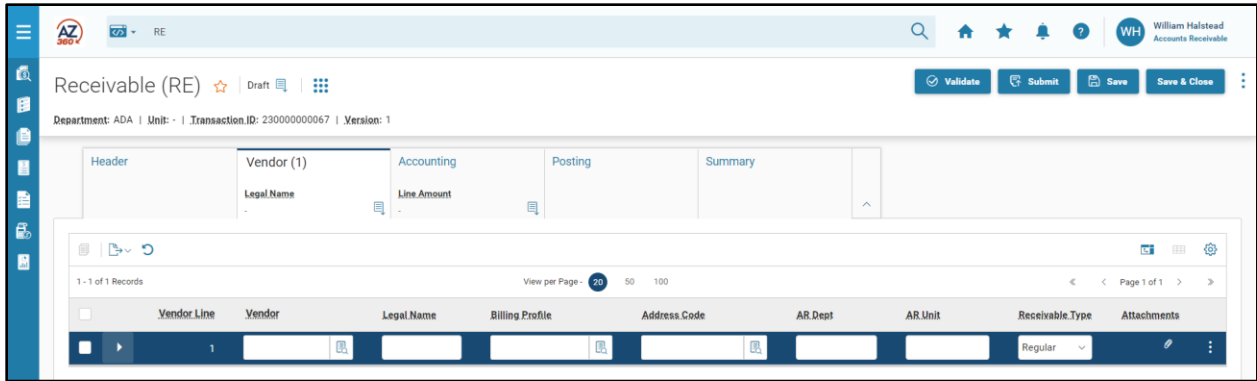 AZ
360
RE
William Halstead
WH
Accounts Receivable
Receivable (RE)
Draft
Validate
Submit
Save
Save & Close
Department: ADA | Unit: - | Transaction ID: 230000000067 | Version: 1
Header
Vendor (1)
Accounting
Posting
Summary
Legal Name
Line Amount
-
-
1 - 1 of 1 Records
View per Page - 20 50 100
« < Page 1 of 1 > »
Vendor Line Vendor Legal Name Billing Profile Address Code AR Dept AR Unit Receivable Type Attachments
1 Regular